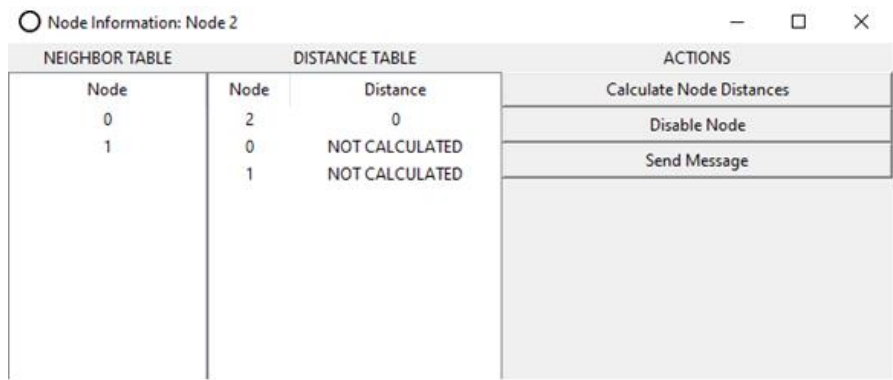 Node Information: Node 2
NEIGHBOR TABLE DISTANCE TABLE ACTIONS
Node Node Distance Calculate Node Distances
0 2 0 Disable Node
1 0 NOT CALCULATED Send Message
1 NOT CALCULATED